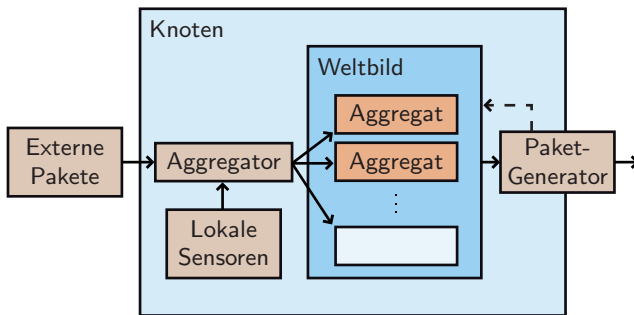 Knoten
Weltbild
Aggregat
Externe
Pakete
Aggregator
Aggregat
Paket-
Generator
Lokale
Sensoren